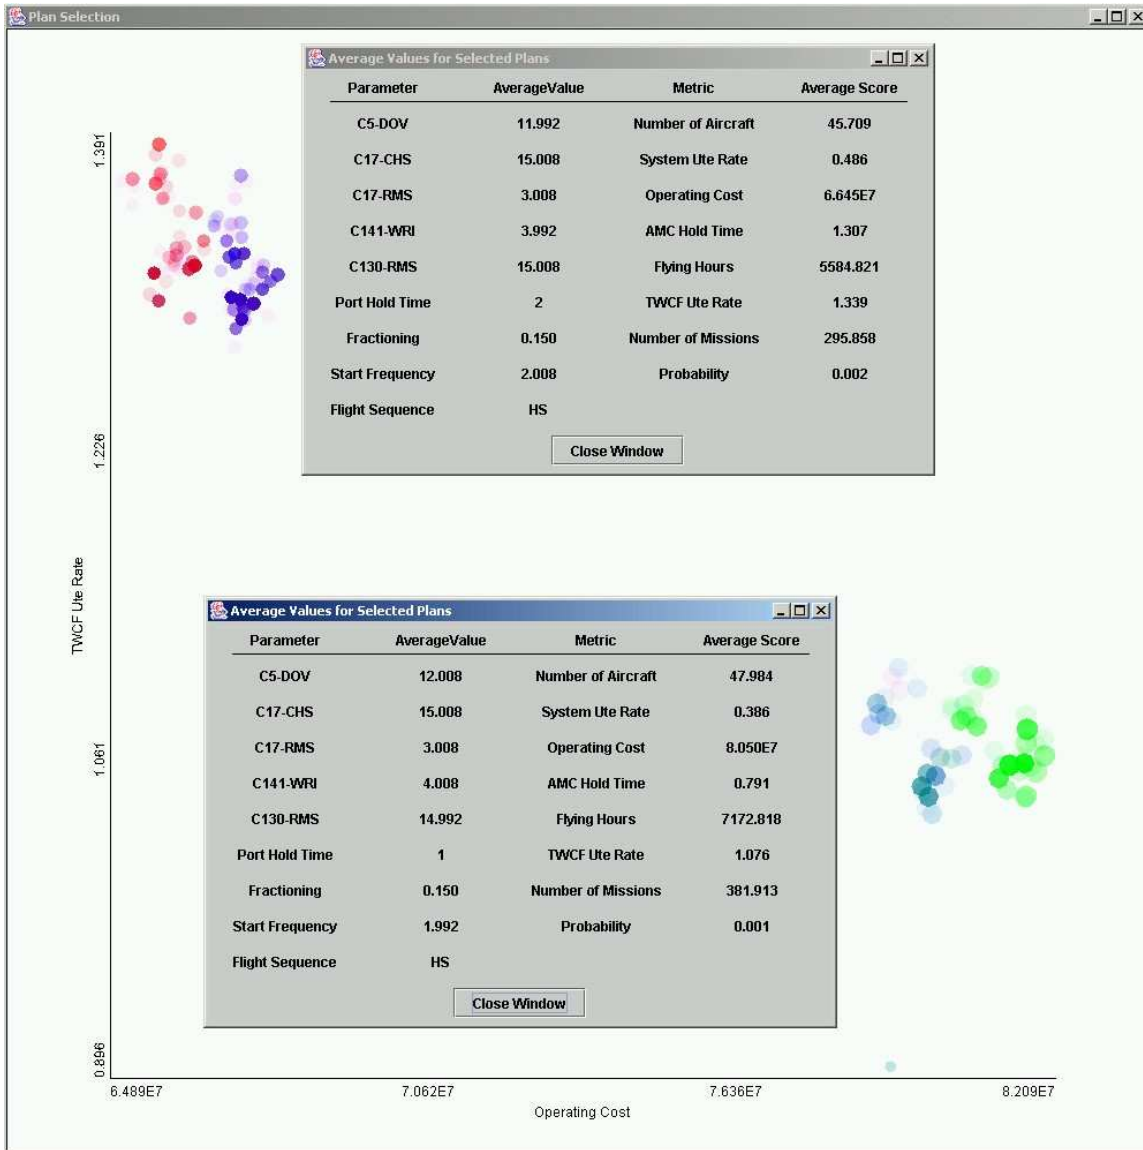 Plan Selection
Average Values for Selected Plans
Parameter AverageValue Metric Average Score
C5-DOV 11.992 Number of Aircraft 45.709
C17-CHS 15.008 System Ute Rate 0.486
C17-RMS 3.008 Operating Cost 6.645E7
C141-WRI 3.992 AMC Hold Time 1.307
C130-RMS 15.008 Flying Hours 5584.821
Port Hold Time 2 TWCF Ute Rate 1.339
Fractioning 0.150 Number of Missions 295.858
Start Frequency 2.008 Probability 0.002
Flight Sequence HS
Close Window
1.391
1.226
TWCF Ute Rate
1.061
0.896
Average Values for Selected Plans
Parameter AverageValue Metric Average Score
C5-DOV 12.008 Number of Aircraft 47.984
C17-CHS 15.008 System Ute Rate 0.386
C17-RMS 3.008 Operating Cost 8.050E7
C141-WRI 4.008 AMC Hold Time 0.791
C130-RMS 14.992 Flying Hours 7172.818
Port Hold Time 1 TWCF Ute Rate 1.076
Fractioning 0.150 Number of Missions 381.913
Start Frequency 1.992 Probability 0.001
Flight Sequence HS
Close Window
6.489E7 7.062E7 7.636E7 8.209E7
Operating Cost